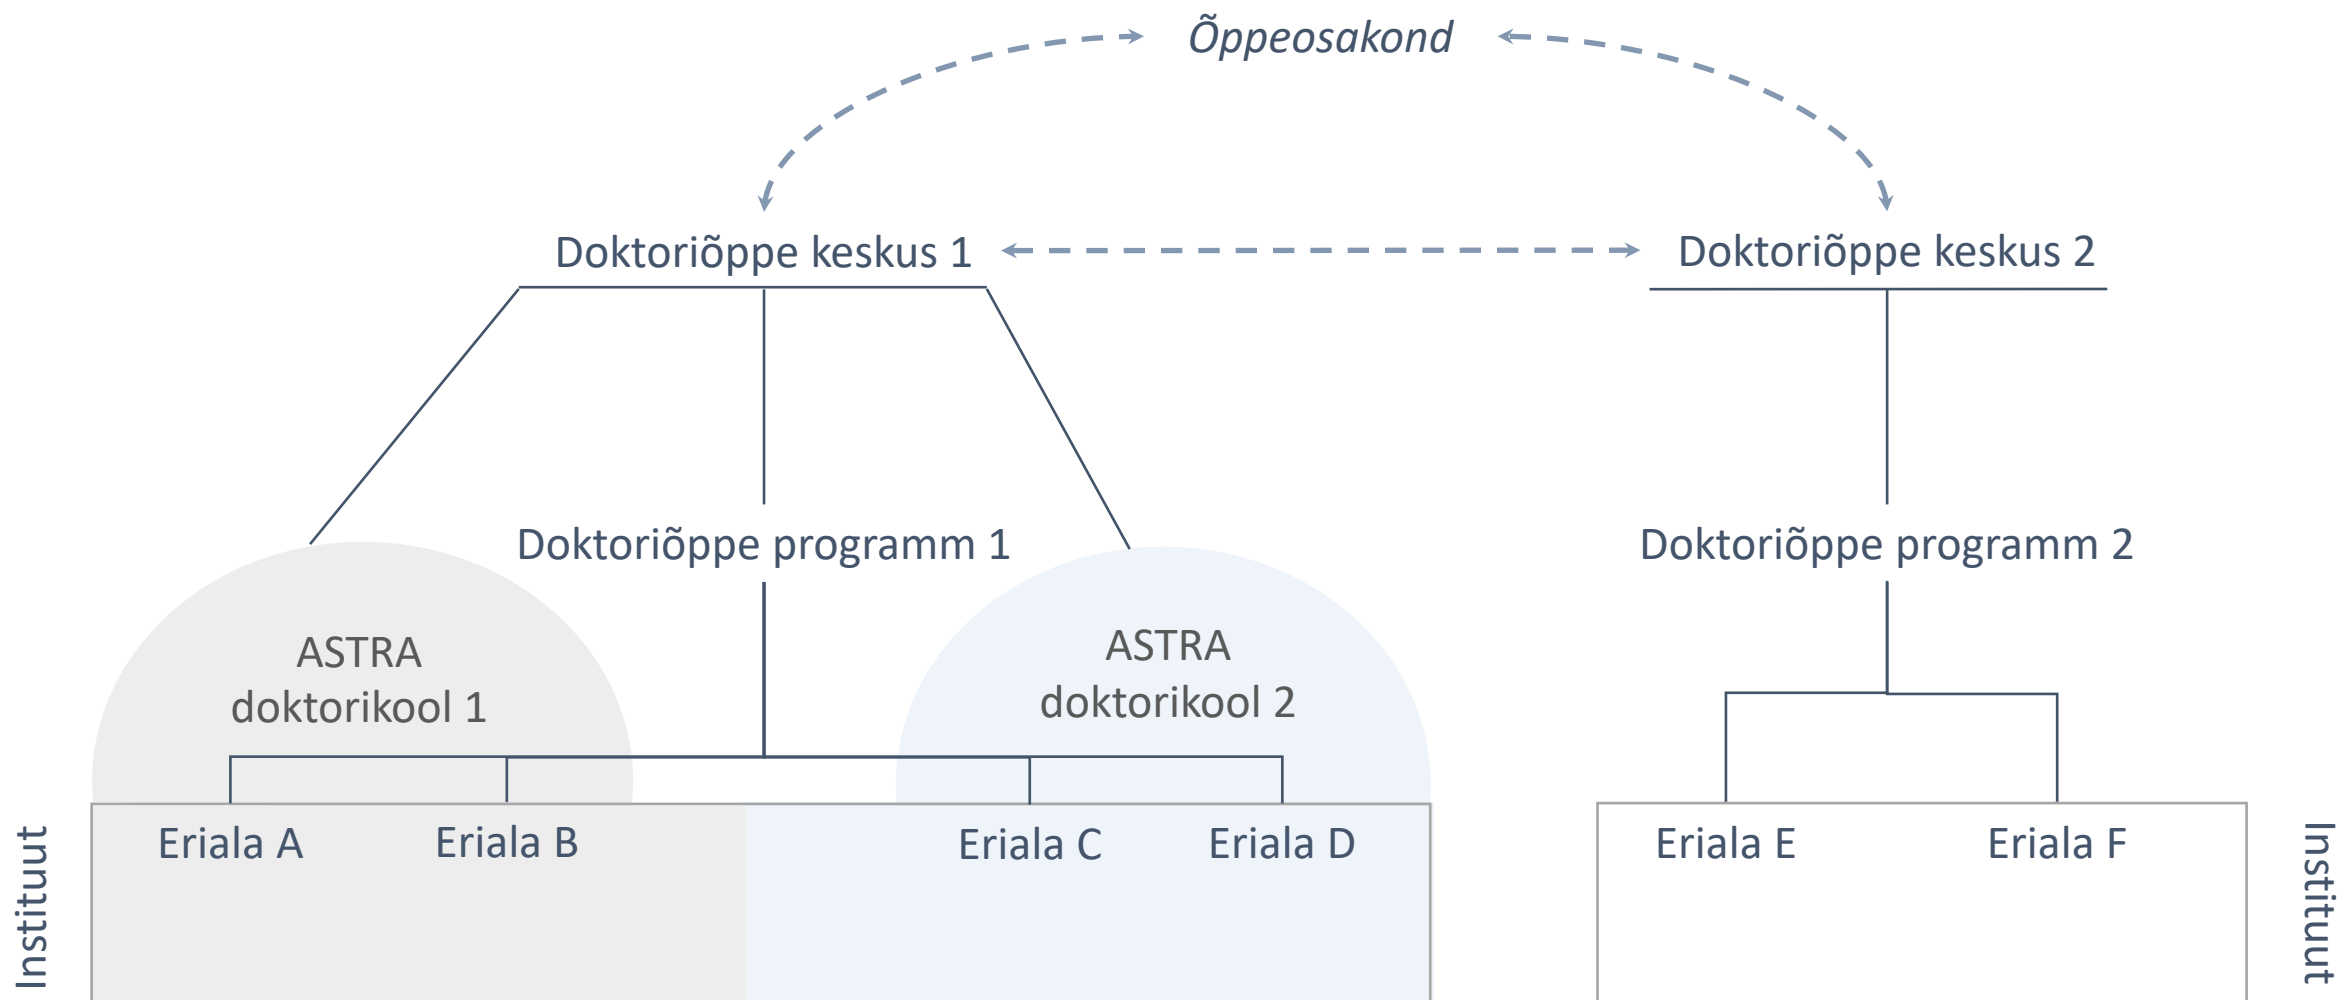 Õppeosakond
Doktoriõppe keskus 1
Doktoriõppe keskus 2
Doktoriõppe programm 1
Doktoriõppe programm 2
ASTRA
doktorikool 1
ASTRA
doktorikool 2
Instituut
Eriala A
Eriala B
Eriala C
Eriala D
Eriala E
Eriala F
Instituut